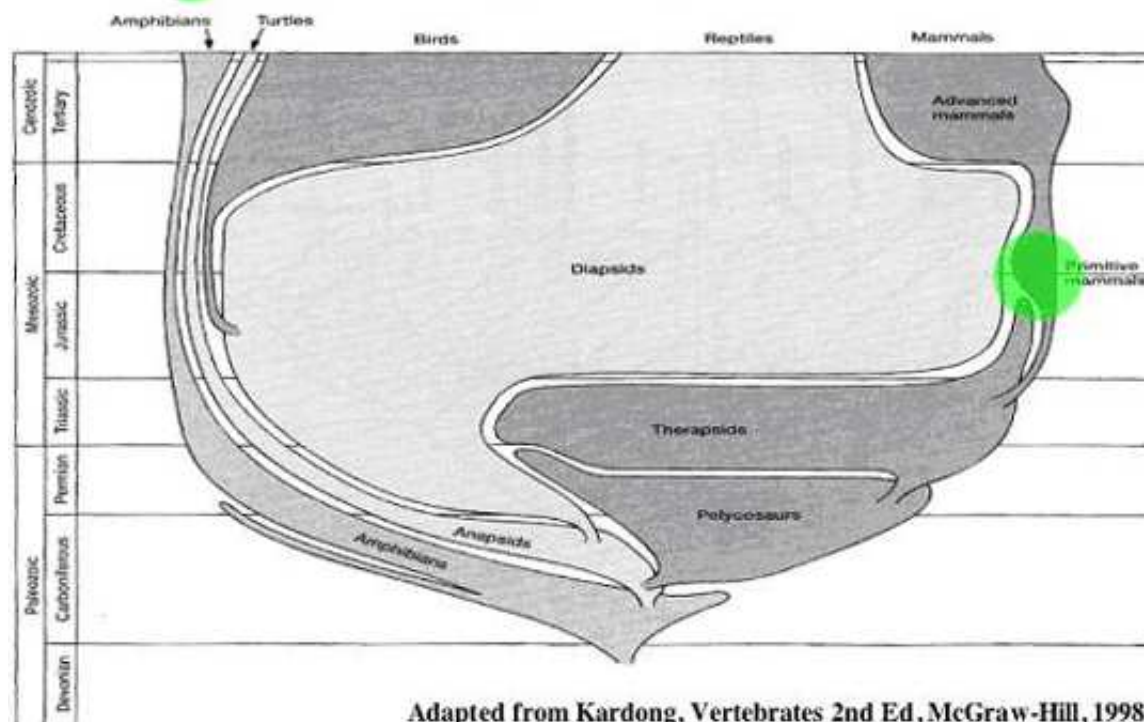 Amphibians
Turtles
Birds
Reptiles
Mammals
Cenozoic
Tertiary
Advanced
mammals
Mesozoic
Cretaceous
Diapsids
Primitive
mammals
Jurassic
Triassic
Therapsids
Paleozoic
Permian
Polycosaurs
Anapsids
Amphibians
Carboniferous
Devonian
Adapted from Kardong, Vertebrates 2nd Ed, McGraw-Hill, 1998